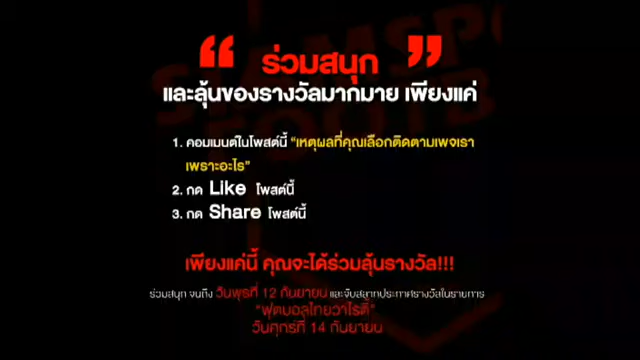 “ ร่วมสนุก ”
และลุ้นของรางวัลมากมาย เพียงแค่
1. คอมเมนต์ในโพสต์นี้ “เหตุผลที่คุณเลือกติดตามเพจเรา
เพราะอะไร”
2. กด Like โพสต์นี้
3. กด Share โพสต์นี้
เพียงแค่นี้ คุณจะได้ร่วมลุ้นรางวัล!!!
ร่วมสนุก จนถึง วันพุธที่ 12 กันยายน และจับสลากประกาศรางวัลในรายการ
"ฟุตบอลไทยวาไรตี้"
วันศุกร์ที่ 14 กันยายน